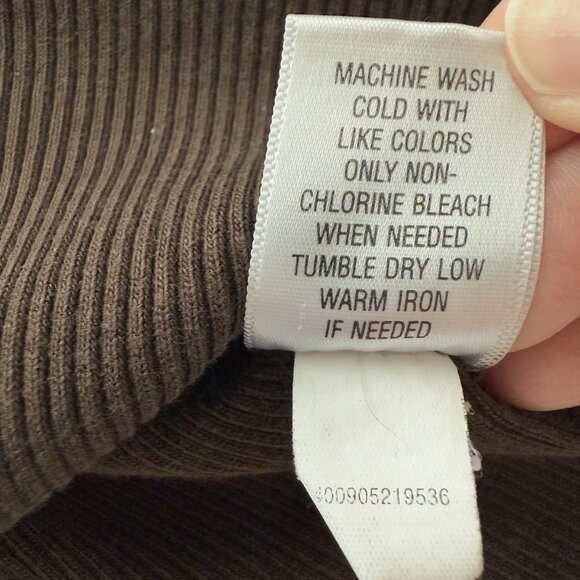 MACHINE WASH
COLD WITH
LIKE COLORS
ONLY NON-
CHLORINE BLEACH
WHEN NEEDED
TUMBLE DRY LOW
WARM IRON
IF NEEDED
400905219536